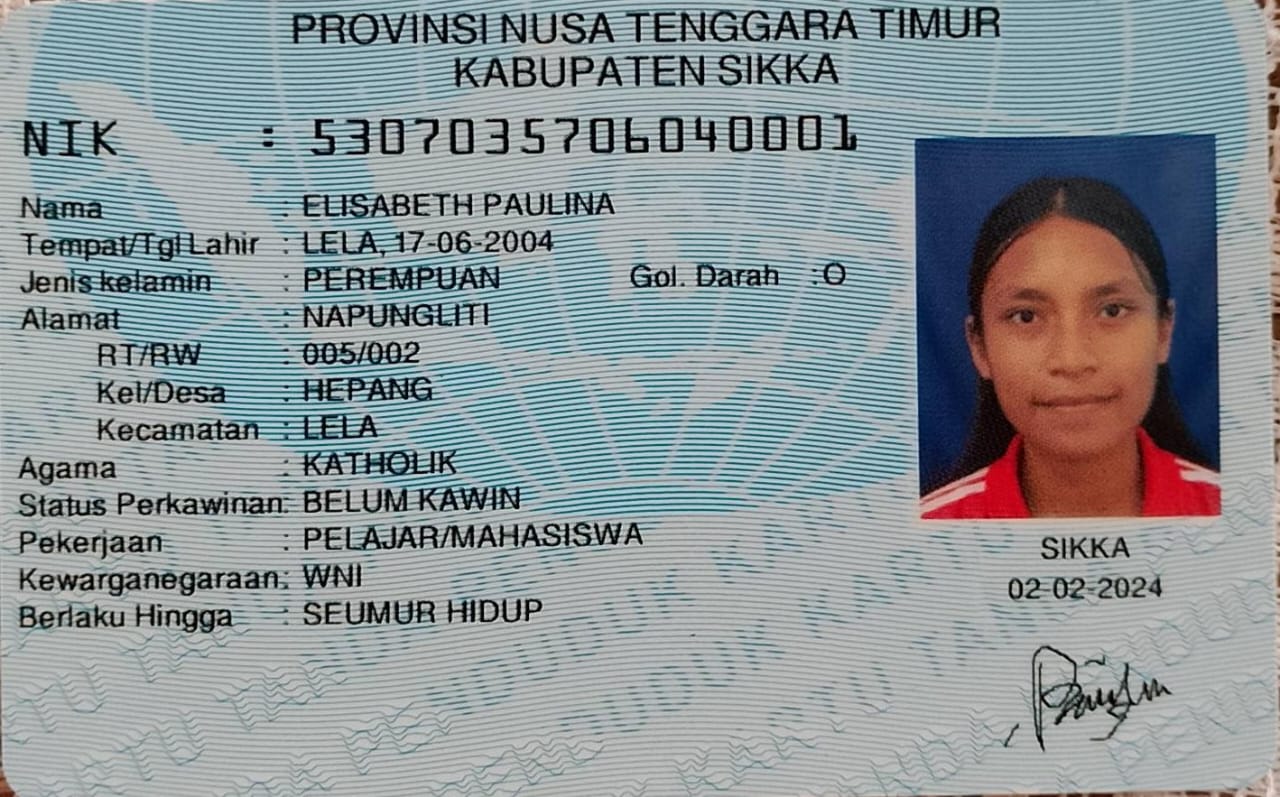 PROVINSI NUSA TENGGARA TIMUR
KABUPATEN SIKKA
NIK : 5307035706040001
Nama : ELISABETH PAULINA
Tempat/Tgl Lahir : LELA, 17-06-2004
Jenis kelamin : PEREMPUAN Gol. Darah : O
Alamat : NAPUNGLITI
RT/RW : 005/002
Kel/Desa : HEPANG
Kecamatan : LELA
Agama : KATHOLIK
Status Perkawinan: BELUM KAWIN
Pekerjaan : PELAJAR/MAHASISWA
Kewarganegaraan: WNI
Berlaku Hingga : SEUMUR HIDUP
SIKKA
02-02-2024